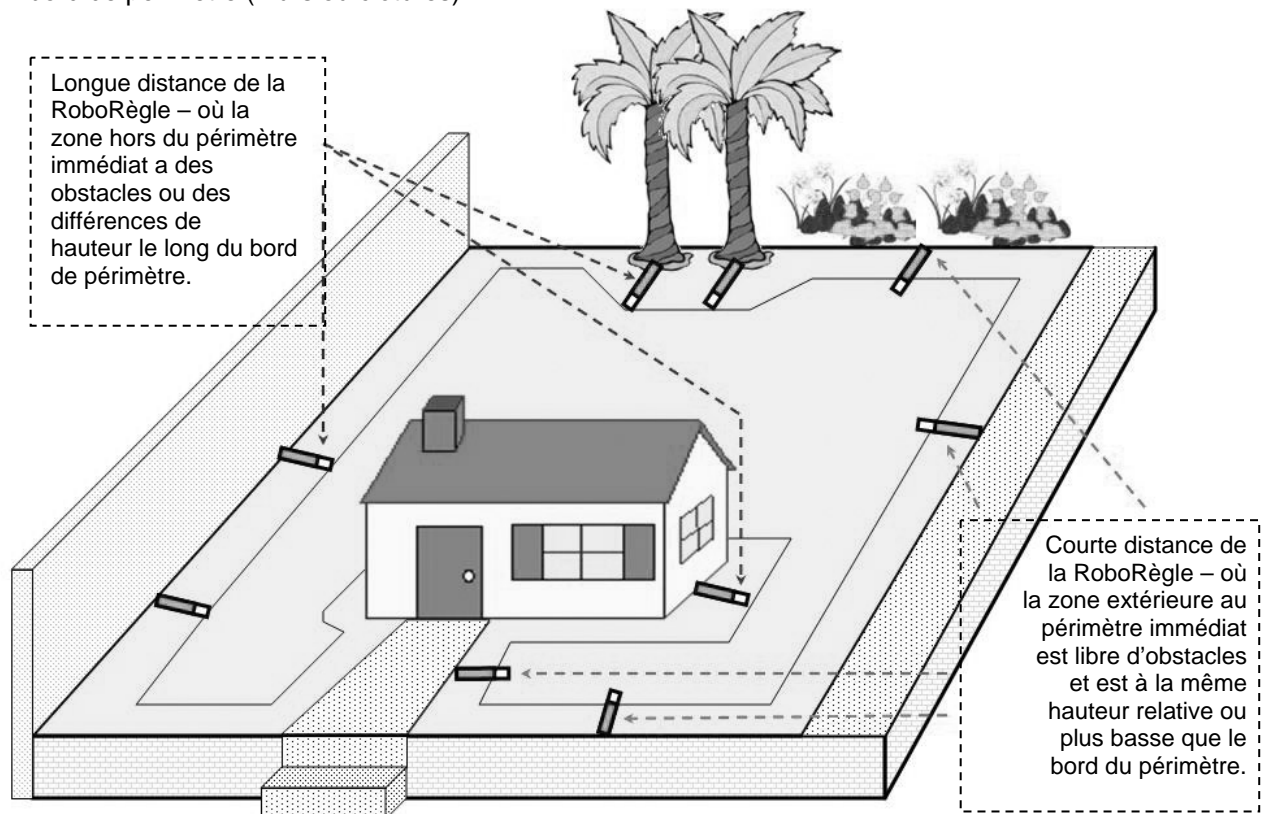 Longue distance de la
RoboRègle – où la
zone hors du périmètre
immédiat a des
obstacles ou des
différences de
hauteur le long du bord
de périmètre.
Courte distance de
la RoboRègle – où
la zone extérieure au
périmètre immédiat
est libre d'obstacles
et est à la même
hauteur relative ou
plus basse que le
bord du périmètre.